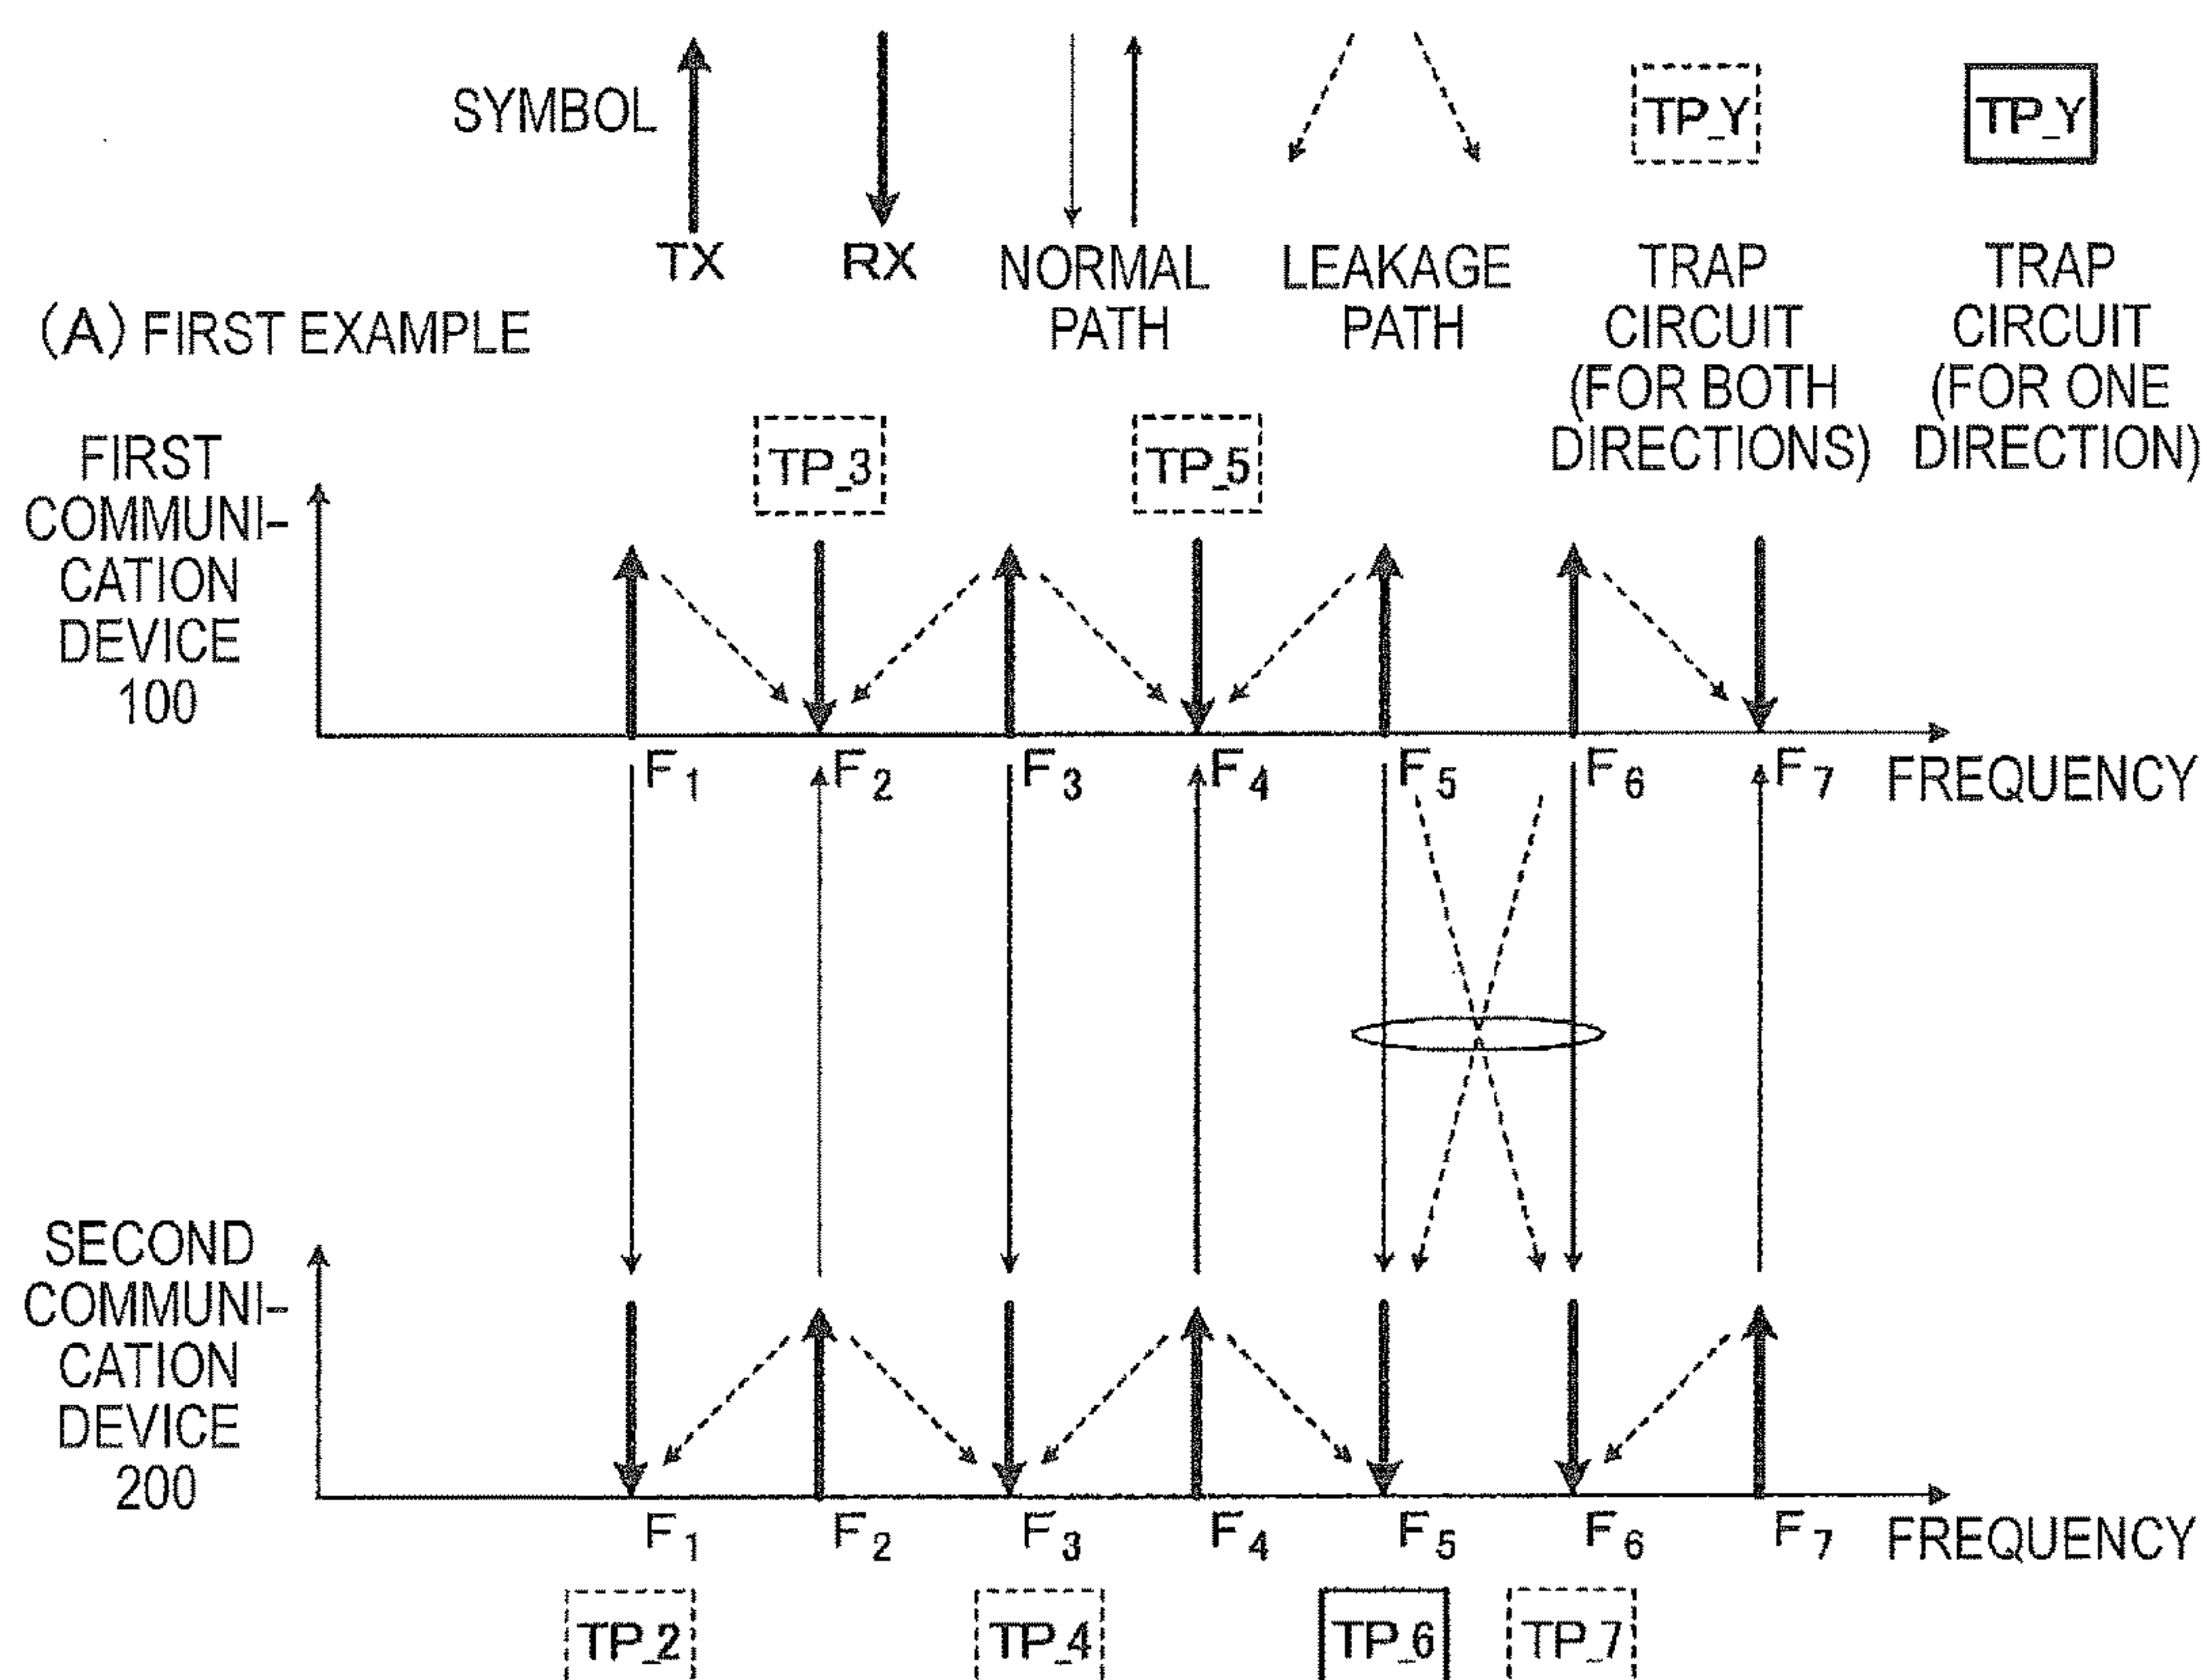 SYMBOL
TP_Y
TP_Y
TX
RX
NORMAL
PATH
LEAKAGE
PATH
TRAP
CIRCUIT
(FOR BOTH
DIRECTIONS)
TRAP
CIRCUIT
(FOR ONE
DIRECTION)
(A) FIRST EXAMPLE
FIRST
COMMUNI-
CATION
DEVICE
100
TP_3
TP_5
F1 F2 F3 F4 F5 F6 F7 FREQUENCY
SECOND
COMMUNI-
CATION
DEVICE
200
F1 F2 F3 F4 F5 F6 F7 FREQUENCY
TP_2 TP_4 TP_6 TP_7